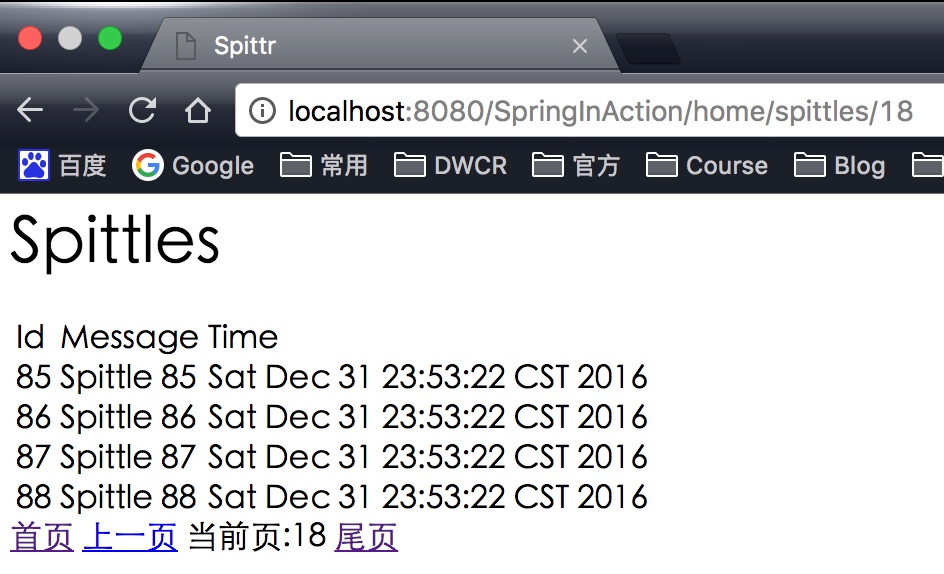 Spittr
localhost:8080/SpringInAction/home/spittles/18
百度 Google 常用 DWCR 官方 Course Blog
Spittles
Id Message Time
85 Spittle 85 Sat Dec 31 23:53:22 CST 2016
86 Spittle 86 Sat Dec 31 23:53:22 CST 2016
87 Spittle 87 Sat Dec 31 23:53:22 CST 2016
88 Spittle 88 Sat Dec 31 23:53:22 CST 2016
首页 上一页 当前页:18 尾页